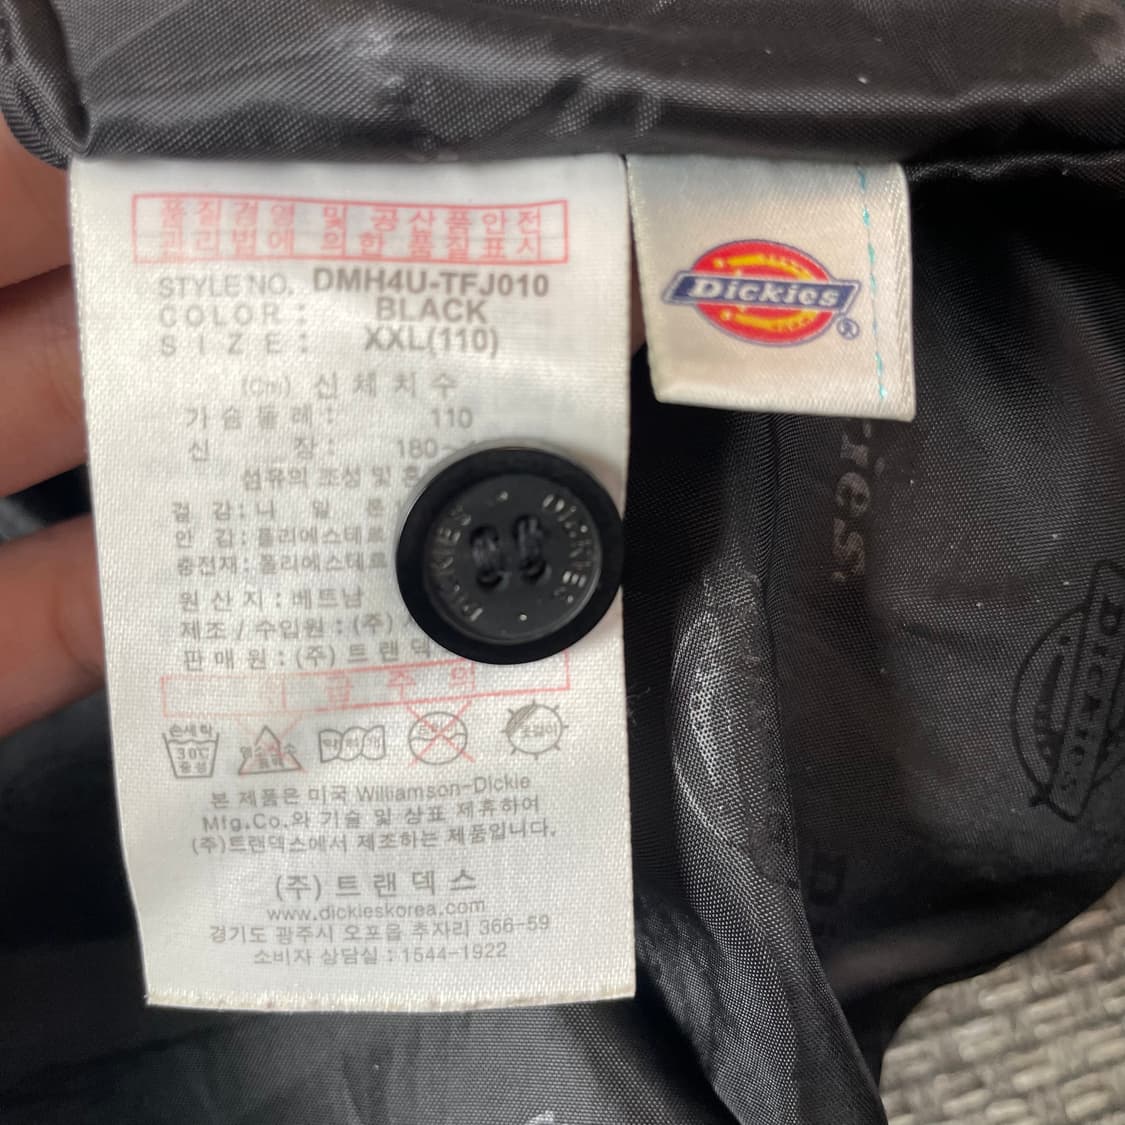 품질경영 및 공산품안전
관리법에 의한 품질표시
STYLE NO. DMH4U-TFJ010
COLOR : BLACK
SIZE : XXL(110)
(Cm) 신체치수
가슴둘레 : 110
신 장 : 180~
섬유의 조성 및 혼
겉 감 : 나 일 론
안 감 : 폴리에스테르
충전재 : 폴리에스테르
원 산 지 : 베트남
제조 / 수입원 : (주)
판 매 원 : (주) 트랜덱
취 급 주 의
손세탁
30℃
중성
옷걸이
본 제품은 미국 Williamson-Dickie
Mfg.Co.와 기술 및 상표 제휴하여
(주)트랜덱스에서 제조하는 제품입니다.
(주) 트랜덱스
www.dickieskorea.com
경기도 광주시 오포읍 추자리 366-59
소비자 상담실 : 1544-1922
Dickies®
DICKIES
DICKIES
Dickies